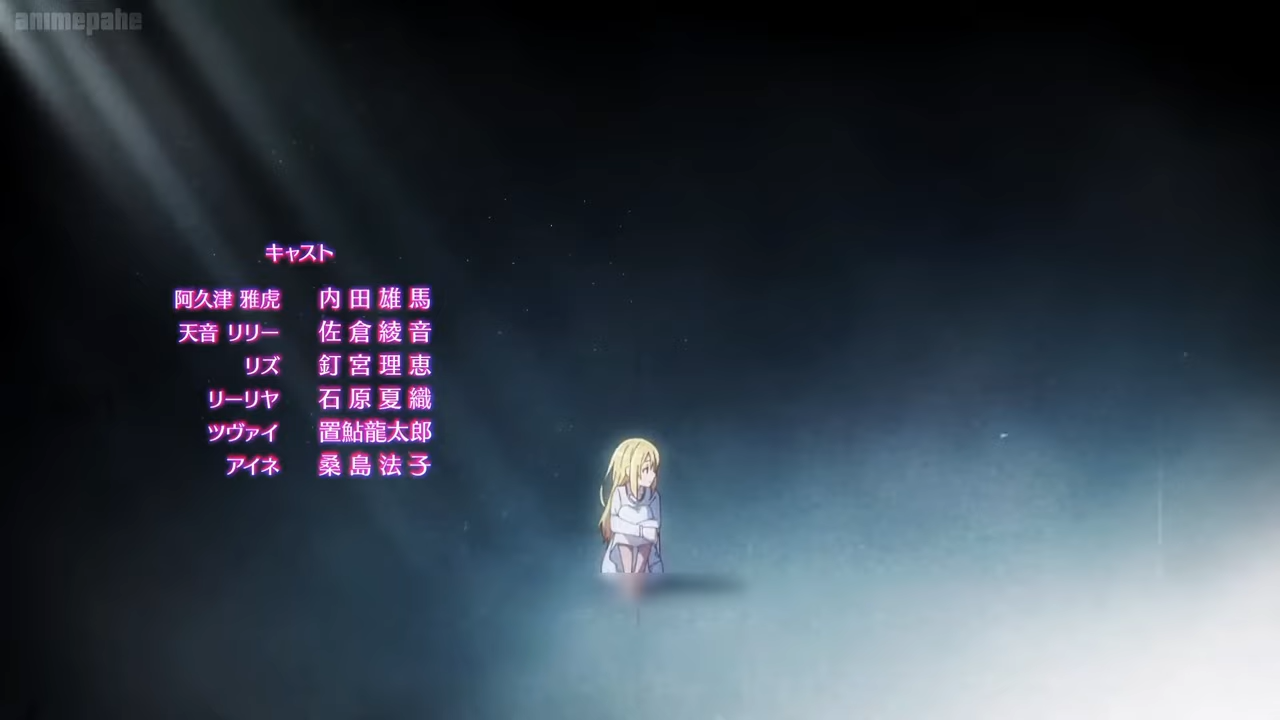 animepahe
キャスト
阿久津 雅虎 内田雄馬
天音 リリー 佐倉綾音
リズ 釘宮理恵
リーリヤ 石原夏織
ツヴァイ 置鮎龍太郎
アイネ 桑島法子